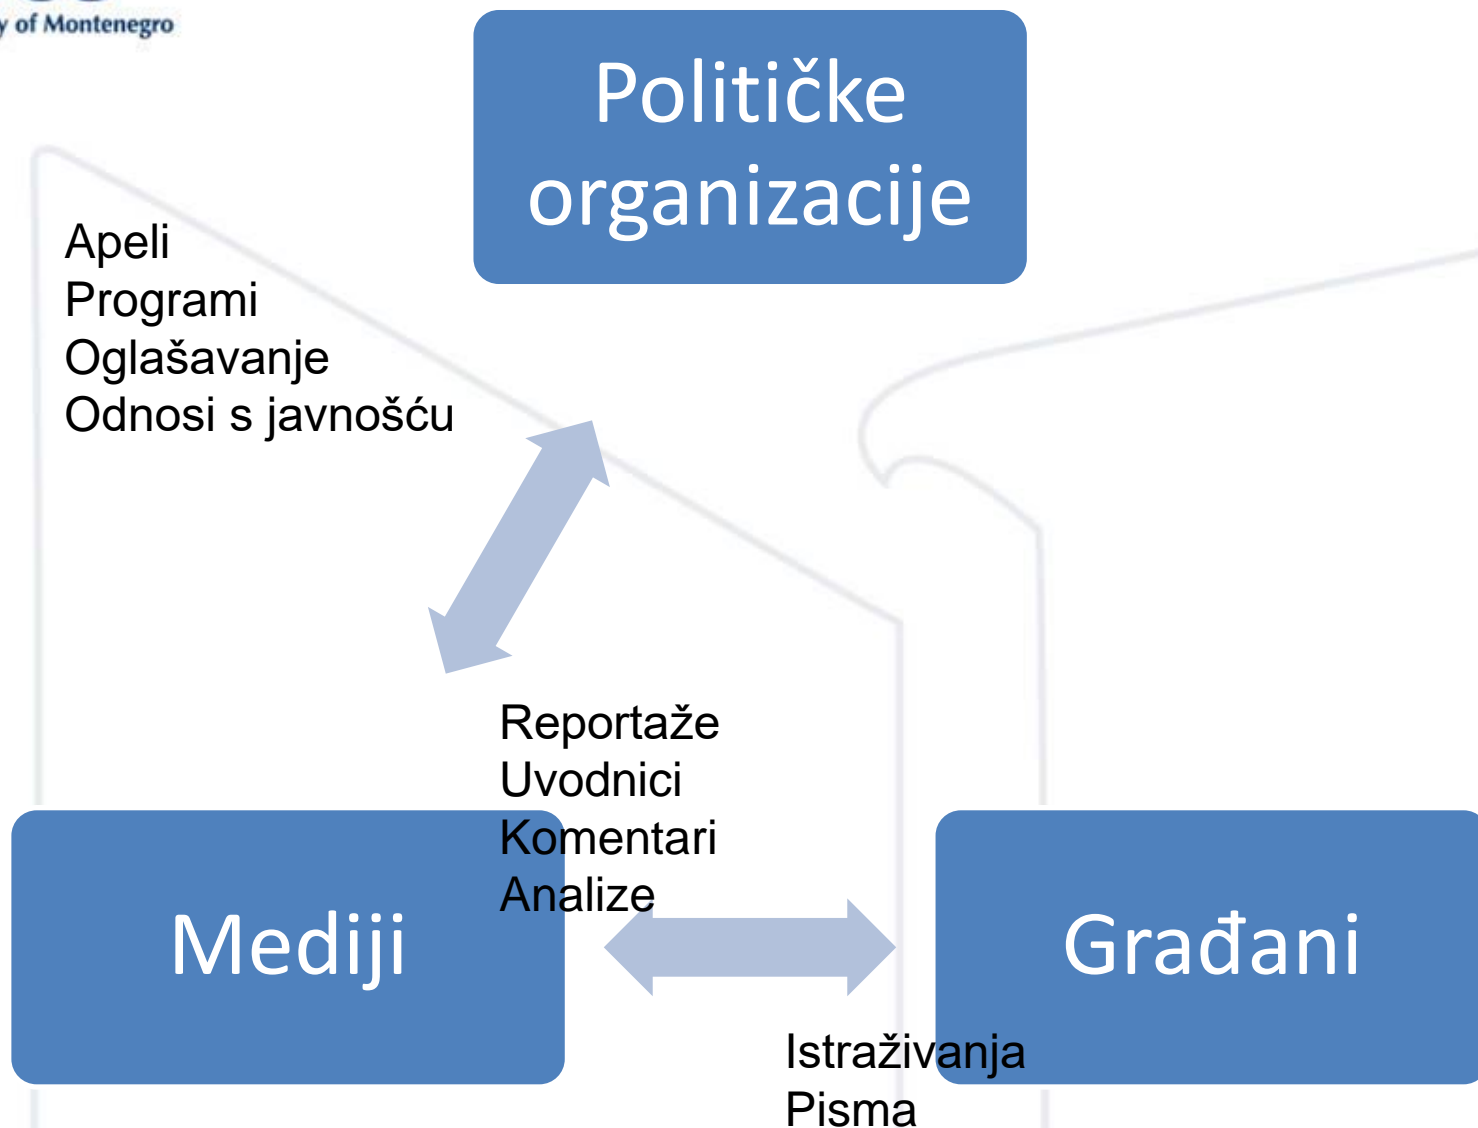 of Montenegro
Političke
organizacije
Apeli
Programi
Oglašavanje
Odnosi s javnošću
Reportaže
Uvodnici
Komentari
Analize
Mediji
Građani
Istraživanja
Pisma